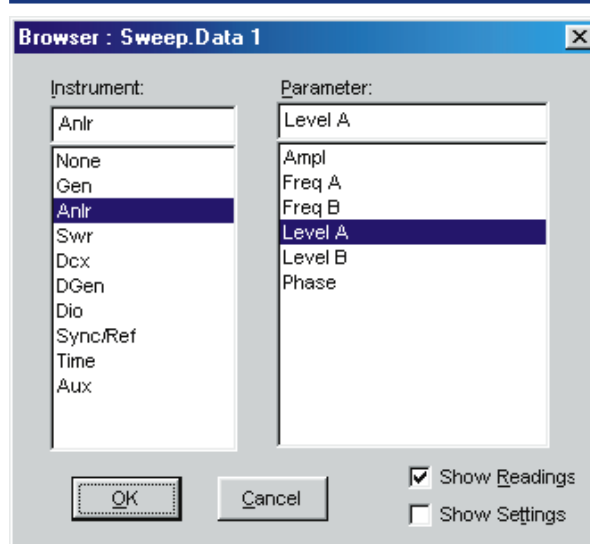 Browser : Sweep.Data 1
Instrument:
Anlr
None
Gen
Anlr
Swr
Dcx
DGen
Dio
Sync/Ref
Time
Aux
Parameter:
Level A
Ampl
Freq A
Freq B
Level A
Level B
Phase
Show Readings
Show Settings
OK
Cancel